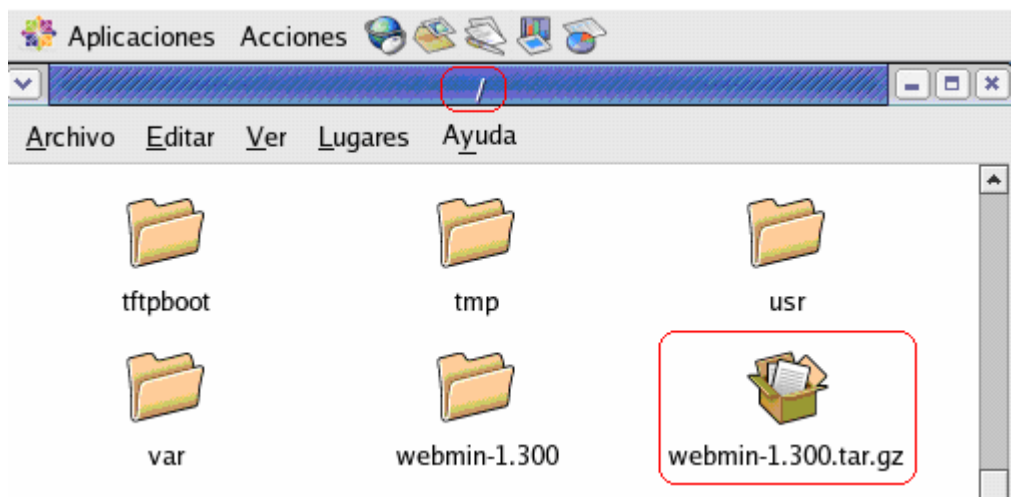 Aplicaciones Acciones
/
Archivo Editar Ver Lugares Ayuda
tftpboot tmp usr
var webmin-1.300 webmin-1.300.tar.gz